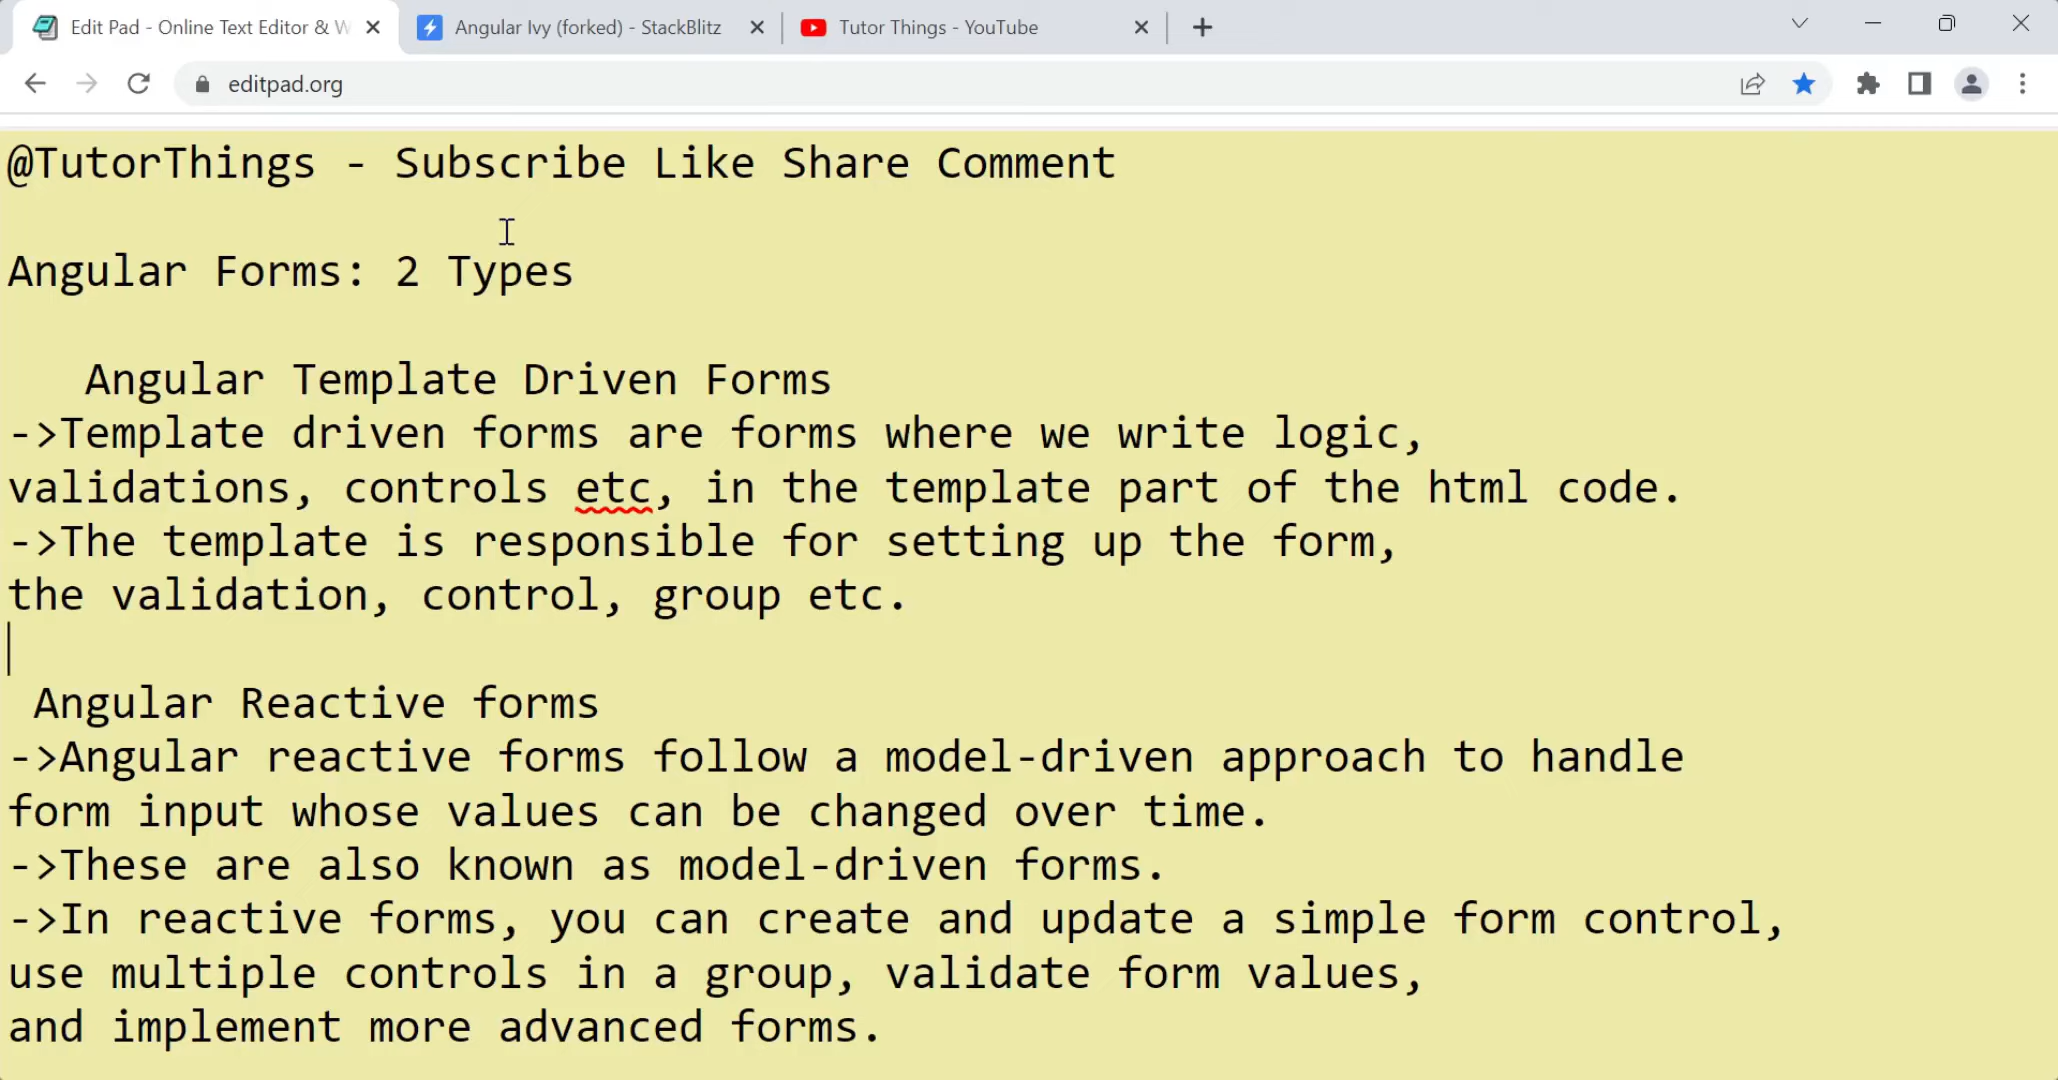 Edit Pad - Online Text Editor & W
Angular Ivy (forked) - StackBlitz
Tutor Things - YouTube
editpad.org
@TutorThings - Subscribe Like Share Comment
Angular Forms: 2 Types
Angular Template Driven Forms
->Template driven forms are forms where we write logic,
validations, controls etc, in the template part of the html code.
->The template is responsible for setting up the form,
the validation, control, group etc.
Angular Reactive forms
->Angular reactive forms follow a model-driven approach to handle
form input whose values can be changed over time.
->These are also known as model-driven forms.
->In reactive forms, you can create and update a simple form control,
use multiple controls in a group, validate form values,
and implement more advanced forms.